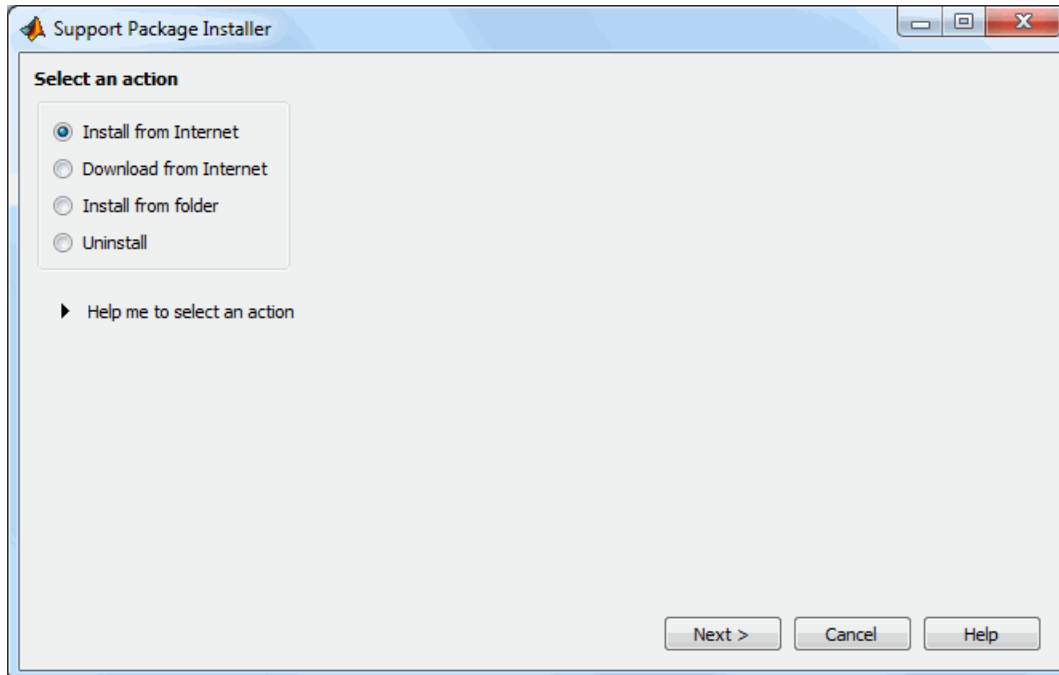 Support Package Installer
Select an action
Install from Internet
Download from Internet
Install from folder
Uninstall
Help me to select an action
Next > Cancel Help